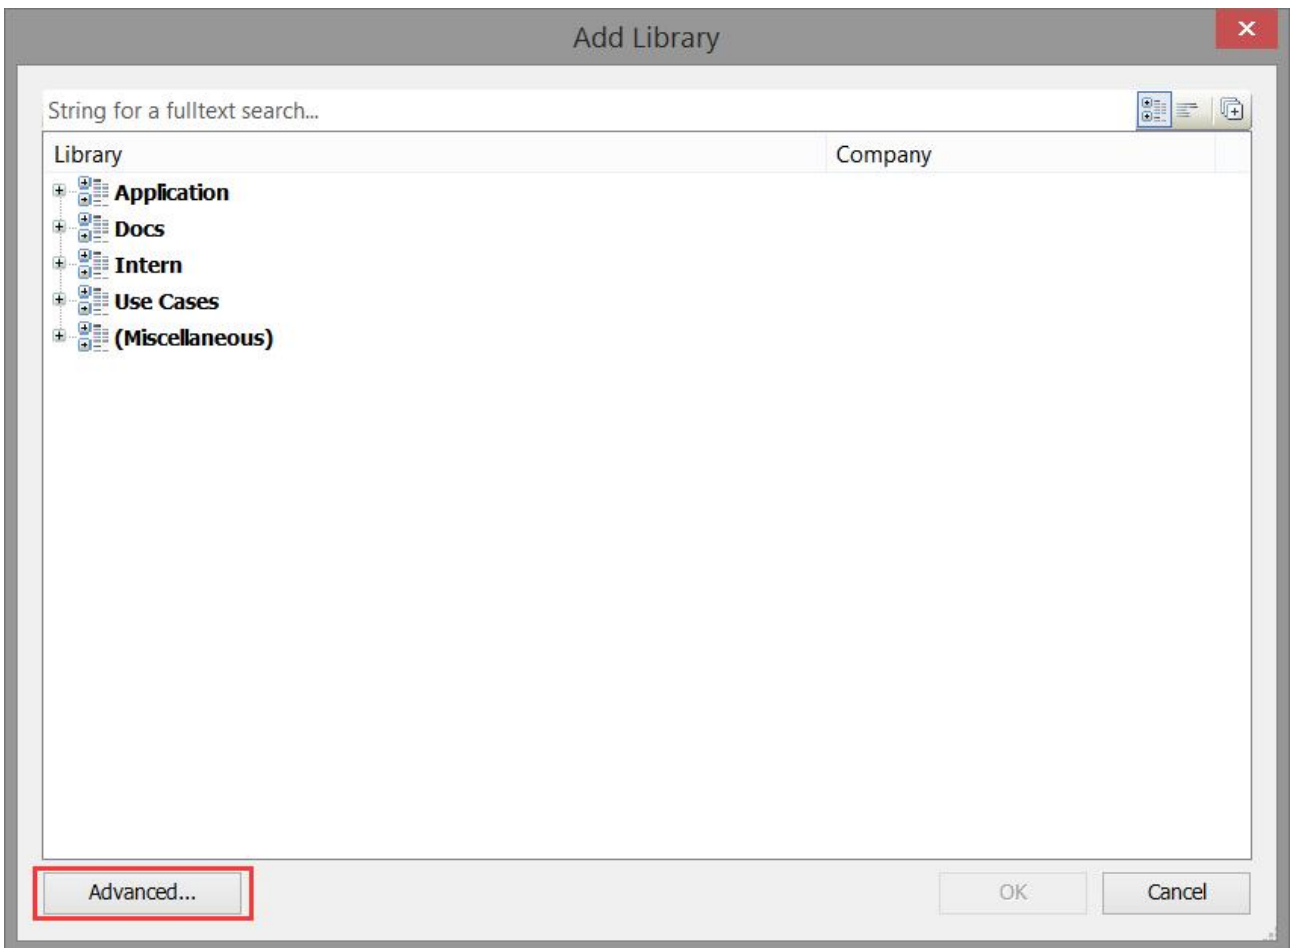 Add Library
String for a fulltext search...
Library Company
Application
Docs
Intern
Use Cases
(Miscellaneous)
Advanced... OK Cancel